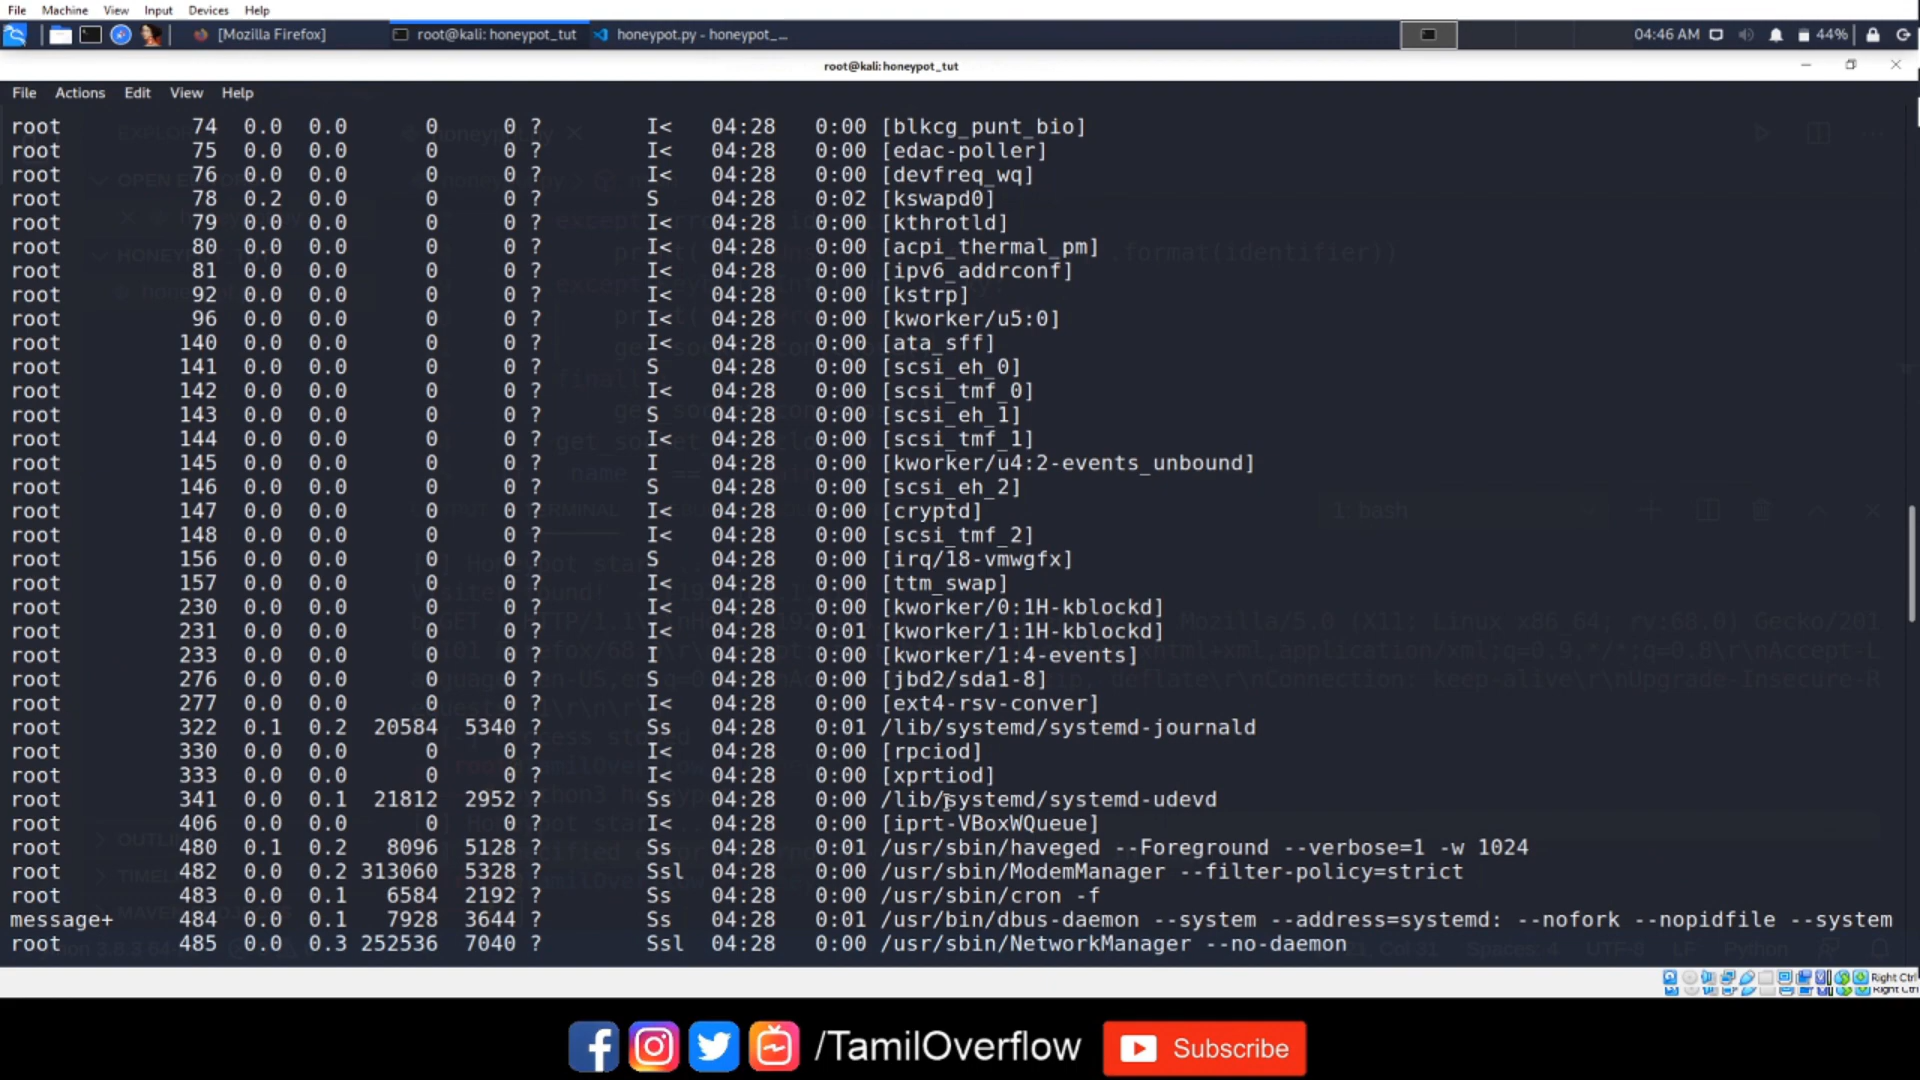 File Machine View Input Devices Help
[Mozilla Firefox] root@kali: honeypot_tut honeypot.py - honeypot_... 04:46 AM 44%
root@kali: honeypot_tut
File Actions Edit View Help
root 74 0.0 0.0 0 0 ? I< 04:28 0:00 [blkcg_punt_bio]
root 75 0.0 0.0 0 0 ? I< 04:28 0:00 [edac-poller]
root 76 0.0 0.0 0 0 ? I< 04:28 0:00 [devfreq_wq]
root 78 0.2 0.0 0 0 ? S 04:28 0:02 [kswapd0]
root 79 0.0 0.0 0 0 ? I< 04:28 0:00 [kthrotld]
root 80 0.0 0.0 0 0 ? I< 04:28 0:00 [acpi_thermal_pm]
root 81 0.0 0.0 0 0 ? I< 04:28 0:00 [ipv6_addrconf]
root 92 0.0 0.0 0 0 ? I< 04:28 0:00 [kstrp]
root 96 0.0 0.0 0 0 ? I< 04:28 0:00 [kworker/u5:0]
root 140 0.0 0.0 0 0 ? I< 04:28 0:00 [ata_sff]
root 141 0.0 0.0 0 0 ? S 04:28 0:00 [scsi_eh_0]
root 142 0.0 0.0 0 0 ? I< 04:28 0:00 [scsi_tmf_0]
root 143 0.0 0.0 0 0 ? S 04:28 0:00 [scsi_eh_1]
root 144 0.0 0.0 0 0 ? I< 04:28 0:00 [scsi_tmf_1]
root 145 0.0 0.0 0 0 ? I 04:28 0:00 [kworker/u4:2-events_unbound]
root 146 0.0 0.0 0 0 ? S 04:28 0:00 [scsi_eh_2]
root 147 0.0 0.0 0 0 ? I< 04:28 0:00 [cryptd]
root 148 0.0 0.0 0 0 ? I< 04:28 0:00 [scsi_tmf_2]
root 156 0.0 0.0 0 0 ? S 04:28 0:00 [irq/18-vmwgfx]
root 157 0.0 0.0 0 0 ? I< 04:28 0:00 [ttm_swap]
root 230 0.0 0.0 0 0 ? I< 04:28 0:00 [kworker/0:1H-kblockd]
root 231 0.0 0.0 0 0 ? I< 04:28 0:01 [kworker/1:1H-kblockd]
root 233 0.0 0.0 0 0 ? I 04:28 0:00 [kworker/1:4-events]
root 276 0.0 0.0 0 0 ? S 04:28 0:00 [jbd2/sda1-8]
root 277 0.0 0.0 0 0 ? I< 04:28 0:00 [ext4-rsv-conver]
root 322 0.1 0.2 20584 5340 ? Ss 04:28 0:01 /lib/systemd/systemd-journald
root 330 0.0 0.0 0 0 ? I< 04:28 0:00 [rpciod]
root 333 0.0 0.0 0 0 ? I< 04:28 0:00 [xprtiod]
root 341 0.0 0.1 21812 2952 ? Ss 04:28 0:00 /lib/systemd/systemd-udevd
root 406 0.0 0.0 0 0 ? I< 04:28 0:00 [iprt-VBoxWQueue]
root 480 0.1 0.2 8096 5128 ? Ss 04:28 0:01 /usr/sbin/haveged --Foreground --verbose=1 -w 1024
root 482 0.0 0.2 313060 5328 ? Ssl 04:28 0:00 /usr/sbin/ModemManager --filter-policy=strict
root 483 0.0 0.1 6584 2192 ? Ss 04:28 0:00 /usr/sbin/cron -f
message+ 484 0.0 0.1 7928 3644 ? Ss 04:28 0:01 /usr/bin/dbus-daemon --system --address=systemd: --nofork --nopidfile --system
root 485 0.0 0.3 252536 7040 ? Ssl 04:28 0:00 /usr/sbin/NetworkManager --no-daemon
Right Ctrl
/TamilOverflow Subscribe